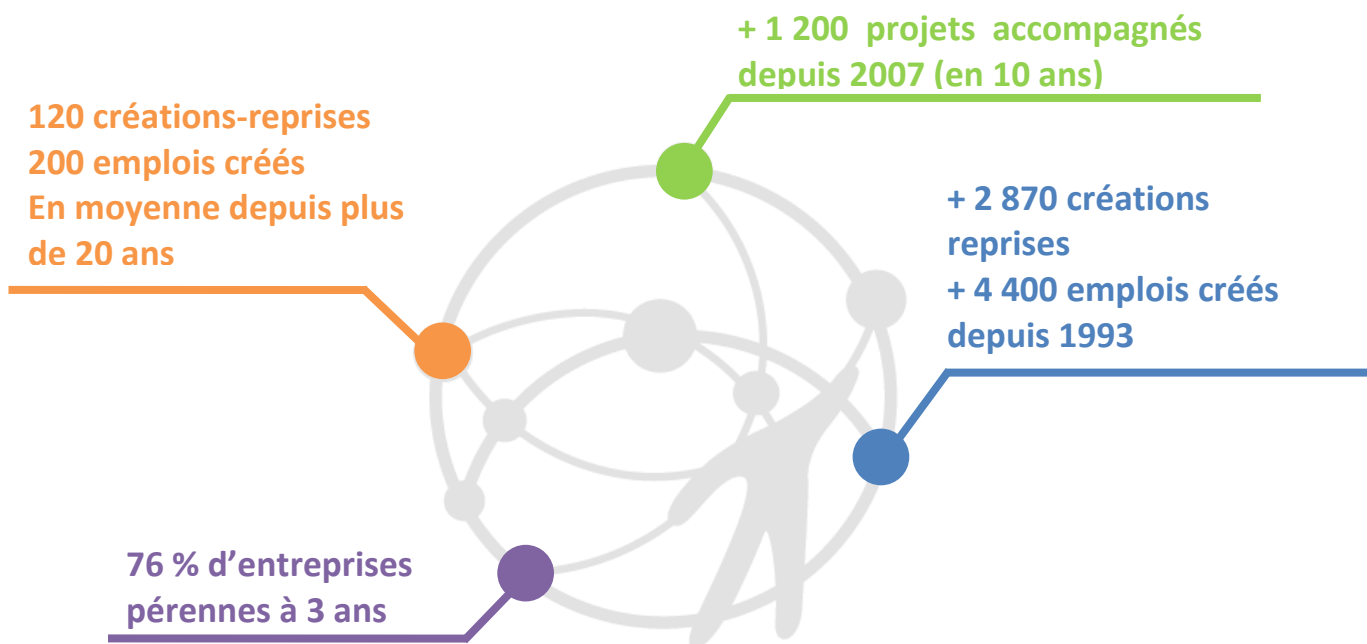 + 1 200 projets accompagnés
depuis 2007 (en 10 ans)
120 créations-reprises
200 emplois créés
En moyenne depuis plus
de 20 ans
+ 2 870 créations
reprises
+ 4 400 emplois créés
depuis 1993
76 % d’entreprises
pérennes à 3 ans